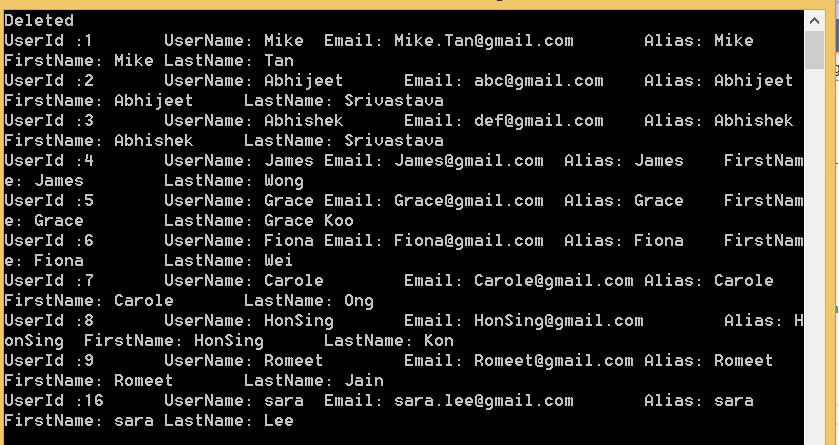 Deleted
UserId :1 UserName: Mike Email: Mike.Tan@gmail.com Alias: Mike
FirstName: Mike LastName: Tan
UserId :2 UserName: Abhijeet Email: abc@gmail.com Alias: Abhijeet
FirstName: Abhijeet LastName: Srivastava
UserId :3 UserName: Abhishek Email: def@gmail.com Alias: Abhishek
FirstName: Abhishek LastName: Srivastava
UserId :4 UserName: James Email: James@gmail.com Alias: James FirstNam
e: James LastName: Wong
UserId :5 UserName: Grace Email: Grace@gmail.com Alias: Grace FirstNam
e: Grace LastName: Grace Koo
UserId :6 UserName: Fiona Email: Fiona@gmail.com Alias: Fiona FirstNam
e: Fiona LastName: Wei
UserId :7 UserName: Carole Email: Carole@gmail.com Alias: Carole
FirstName: Carole LastName: Ong
UserId :8 UserName: HonSing Email: HonSing@gmail.com Alias: H
onSing FirstName: HonSing LastName: Kon
UserId :9 UserName: Romeet Email: Romeet@gmail.com Alias: Romeet
FirstName: Romeet LastName: Jain
UserId :16 UserName: sara Email: sara.lee@gmail.com Alias: sara
FirstName: sara LastName: Lee